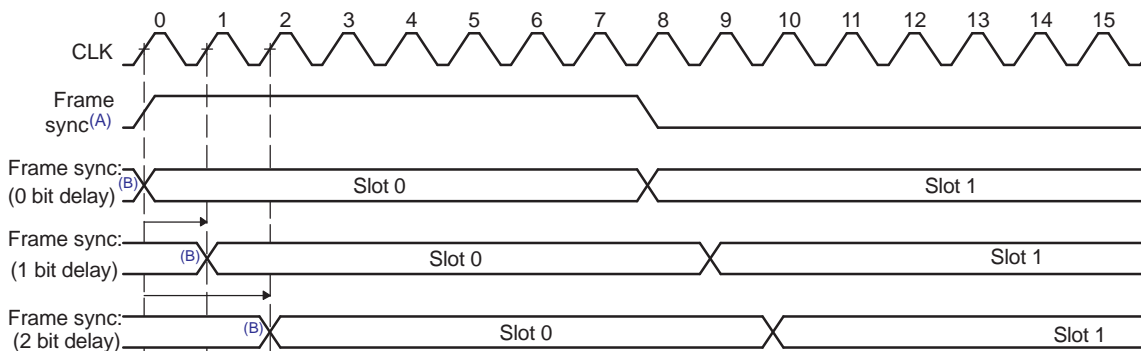 0 1 2 3 4 5 6 7 8 9 10 11 12 13 14 15
CLK
Frame
sync(A)
Frame sync:
(0 bit delay)
(B)
Slot 0
Slot 1
Frame sync:
(1 bit delay)
(B)
Slot 0
Slot 1
Frame sync:
(2 bit delay)
(B)
Slot 0
Slot 1